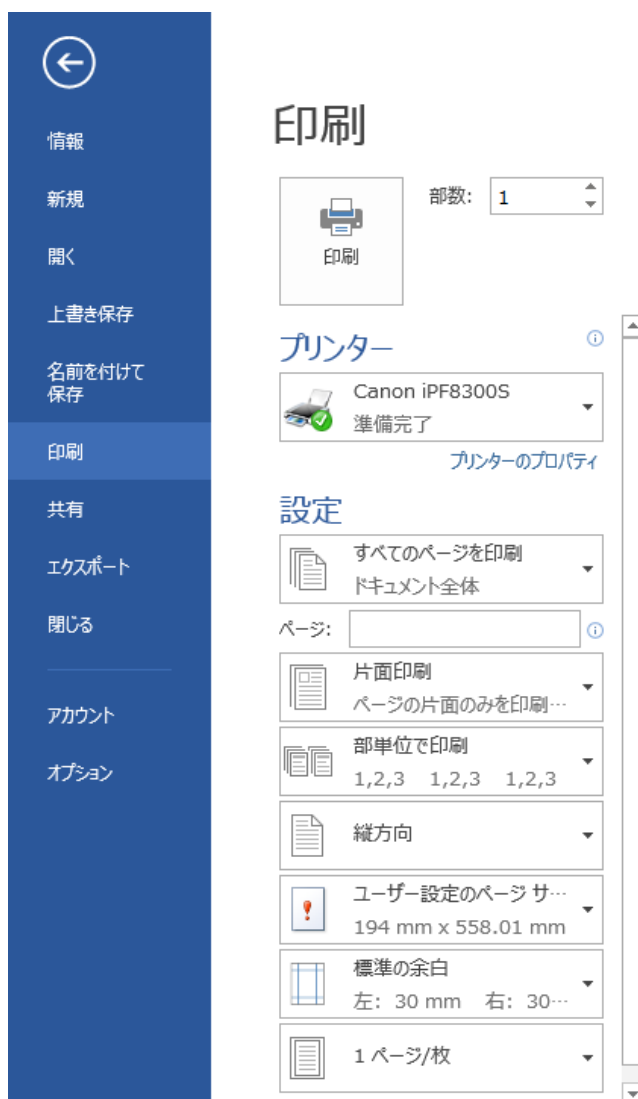 情報
新規
開く
上書き保存
名前を付けて
保存
印刷
共有
エクスポート
閉じる
アカウント
オプション
印刷
部数: 1
印刷
プリンター
Canon iPF8300S
準備完了
プリンターのプロパティ
設定
すべてのページを印刷
ドキュメント全体
ページ:
片面印刷
ページの片面のみを印刷…
部単位で印刷
1,2,3 1,2,3 1,2,3
縦方向
ユーザー設定のページ サ…
194 mm x 558.01 mm
標準の余白
左: 30 mm 右: 30…
1 ページ/枚